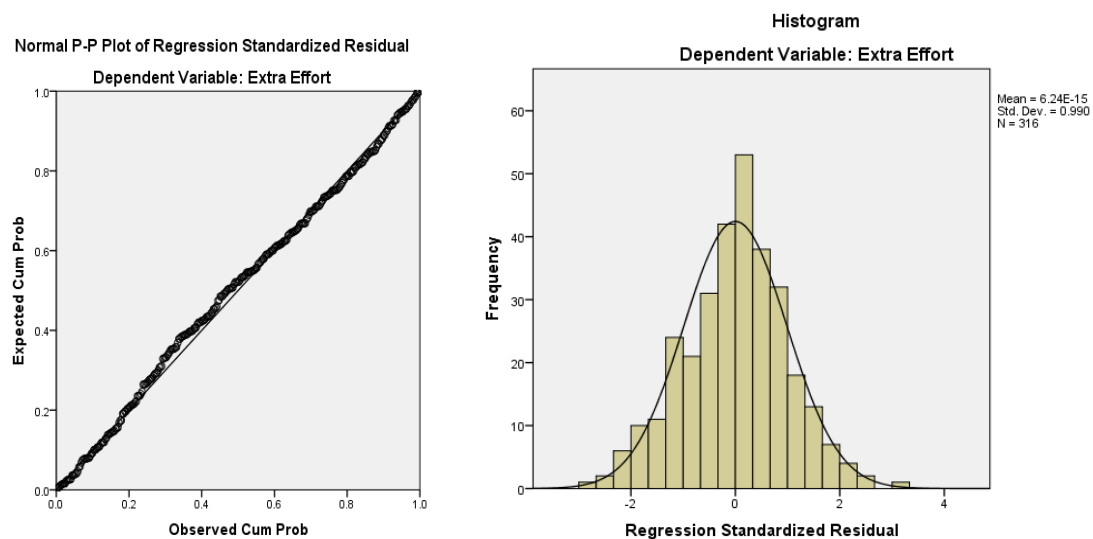 Normal P-P Plot of Regression Standardized Residual
Dependent Variable: Extra Effort
1.0
0.8
0.6
0.4
0.2
0.0
0.0 0.2 0.4 0.6 0.8 1.0
Expected Cum Prob
Observed Cum Prob
Histogram
Dependent Variable: Extra Effort
Mean = 6.24E-15
Std. Dev. = 0.990
N = 316
60
50
40
30
20
10
0
-2 0 2 4
Frequency
Regression Standardized Residual